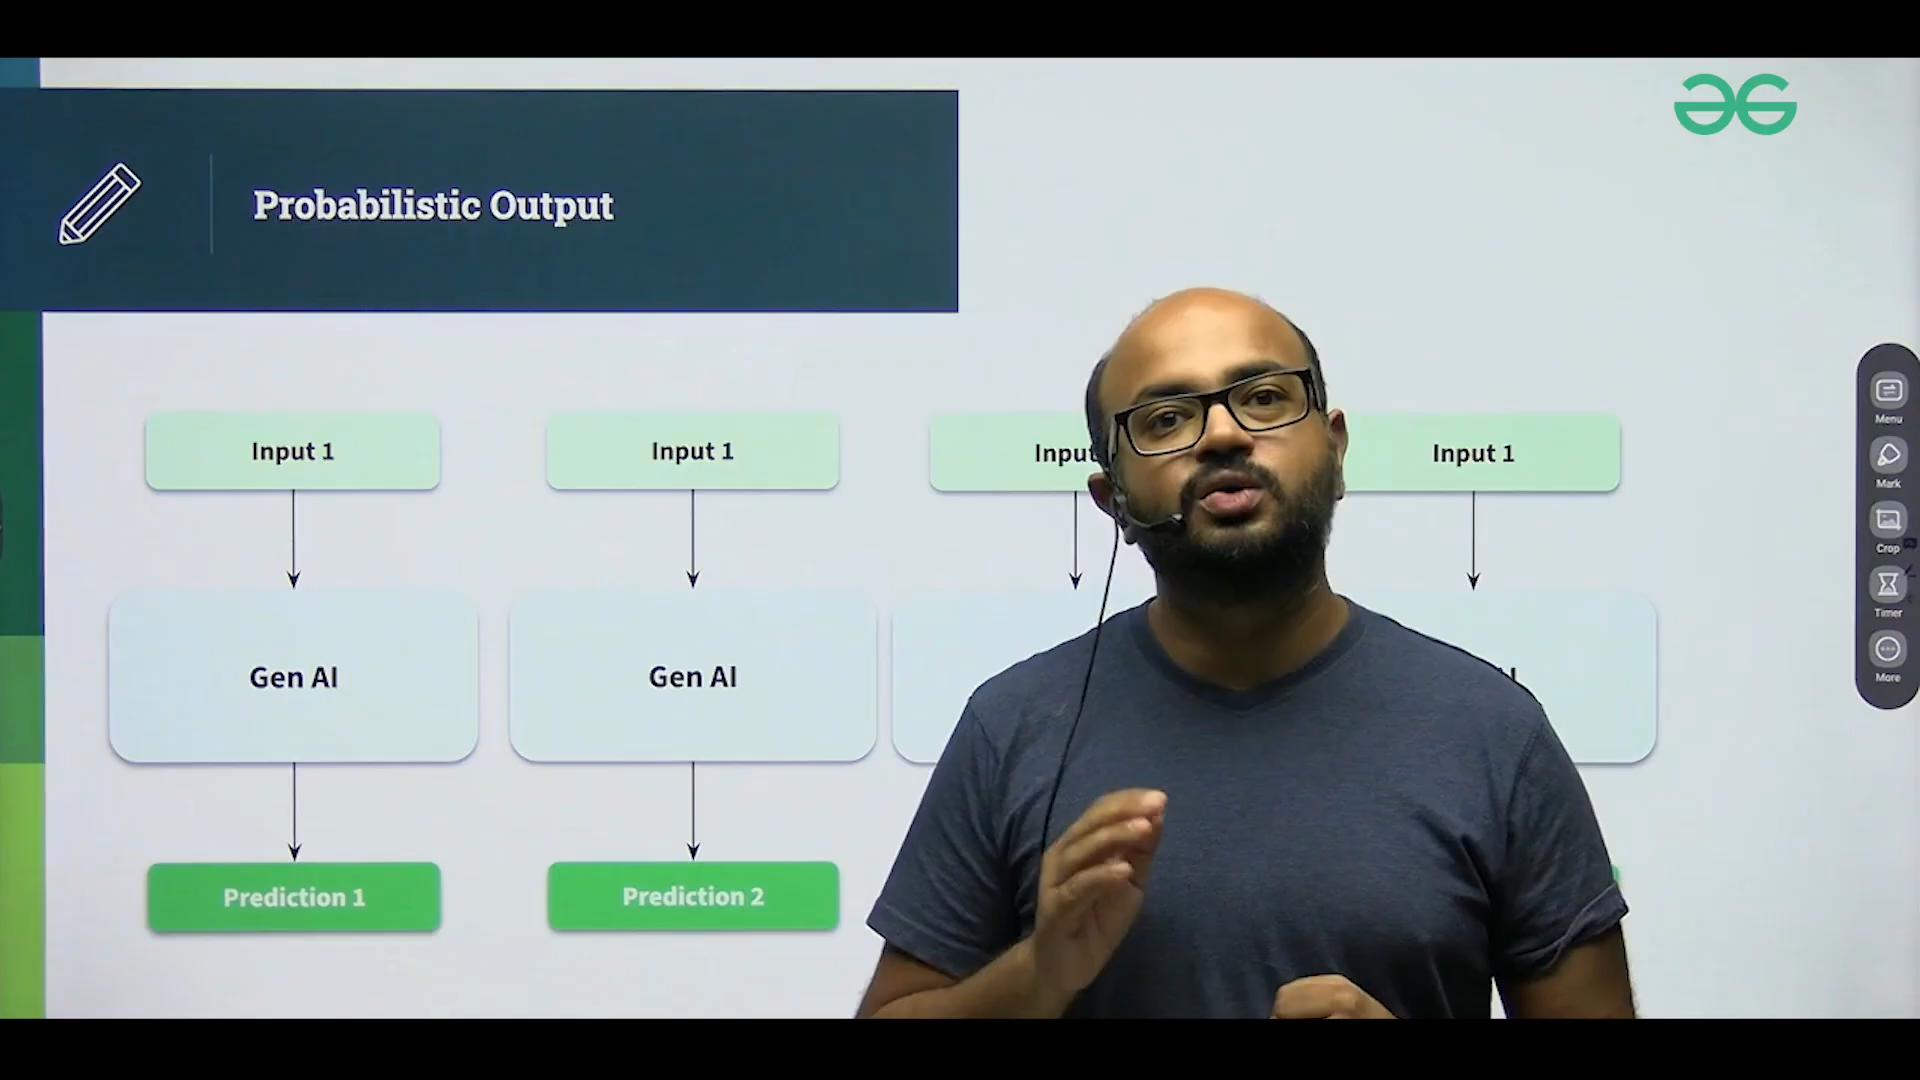 Probabilistic Output
Input 1
Input 1
Input
Input 1
Gen AI
Gen AI
Prediction 1
Prediction 2
Menu
Mark
Crop
Timer
More